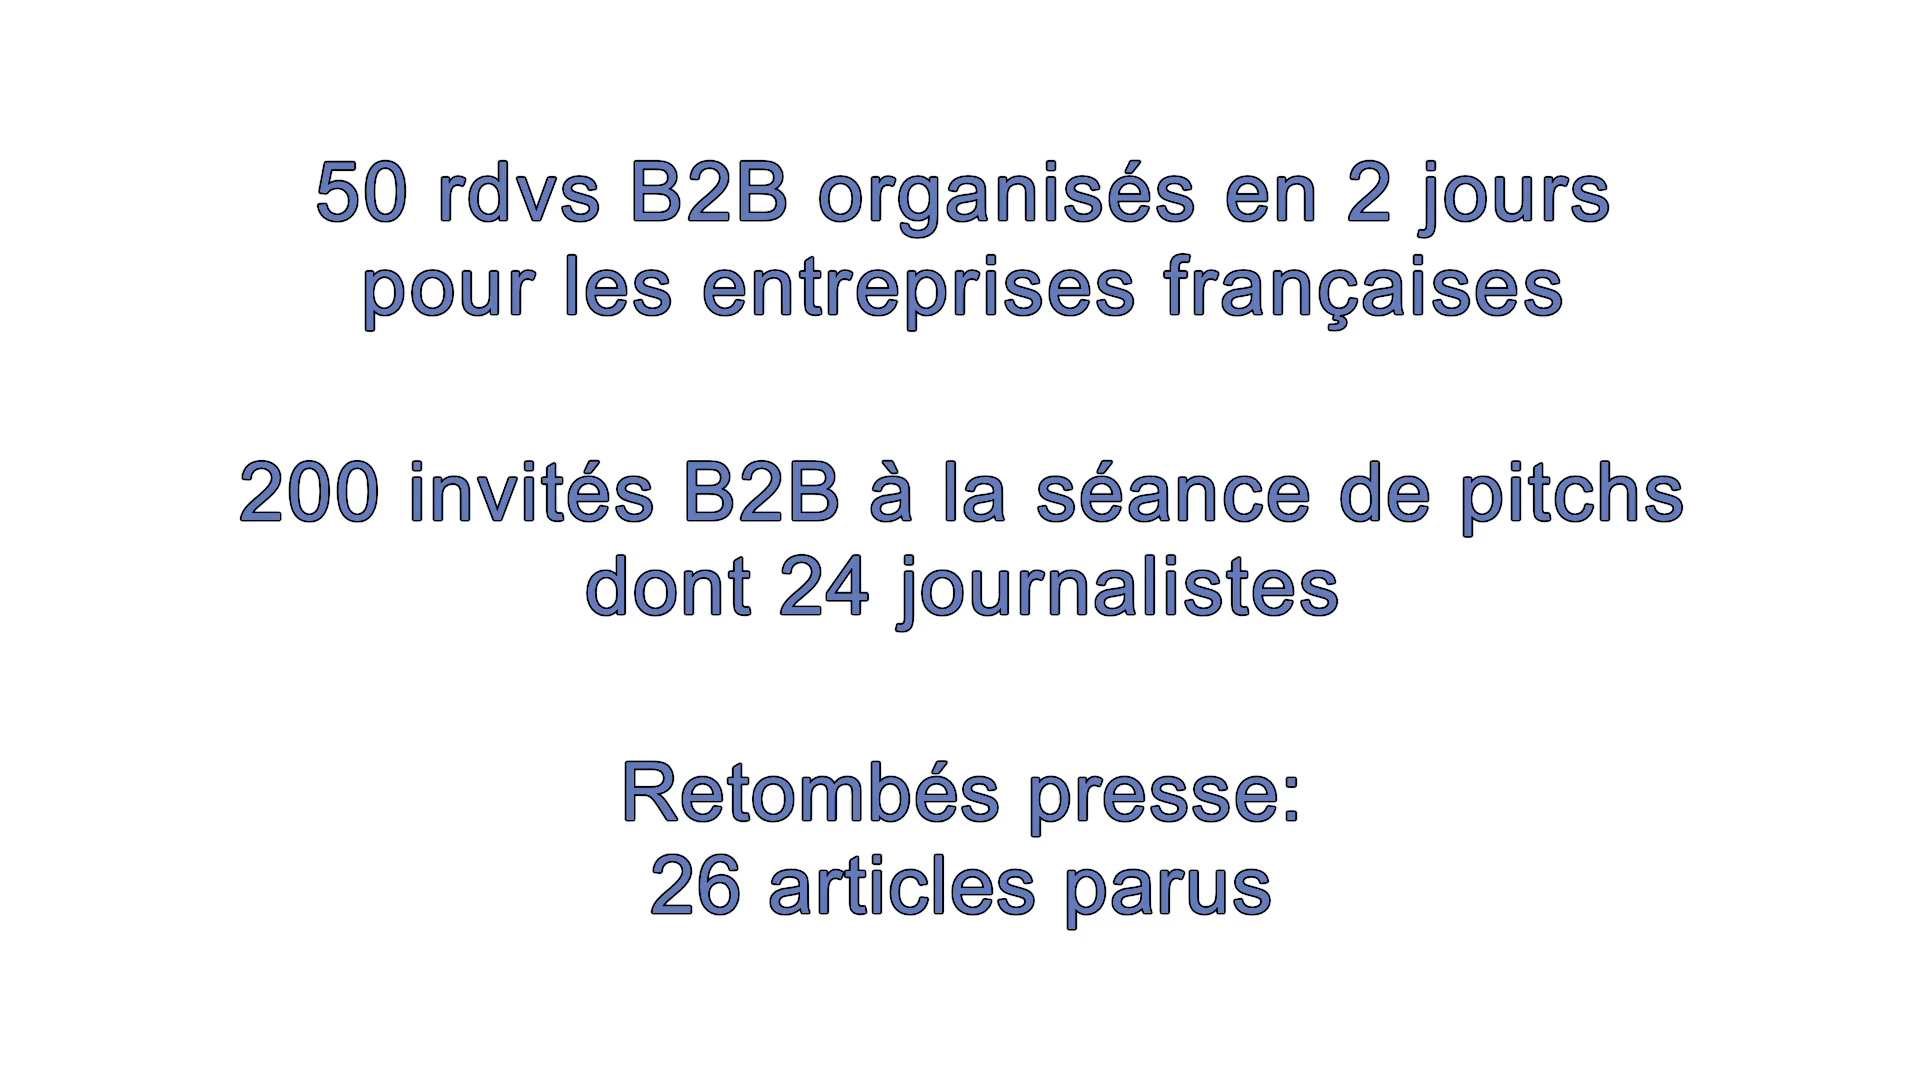 50 rdvs B2B organisés en 2 jours
pour les entreprises françaises
200 invités B2B à la séance de pitchs
dont 24 journalistes
Retombés presse:
26 articles parus